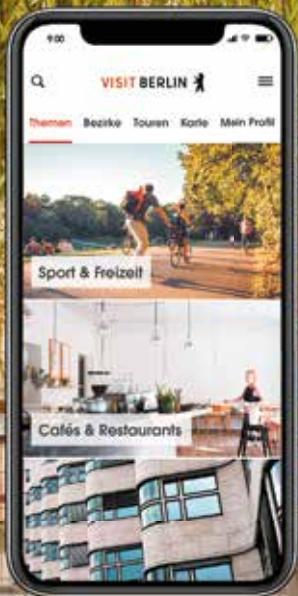 9:00
VISIT BERLIN
Themen Bezirke Touren Karte Mein Profil
Sport & Freizeit
Cafés & Restaurants